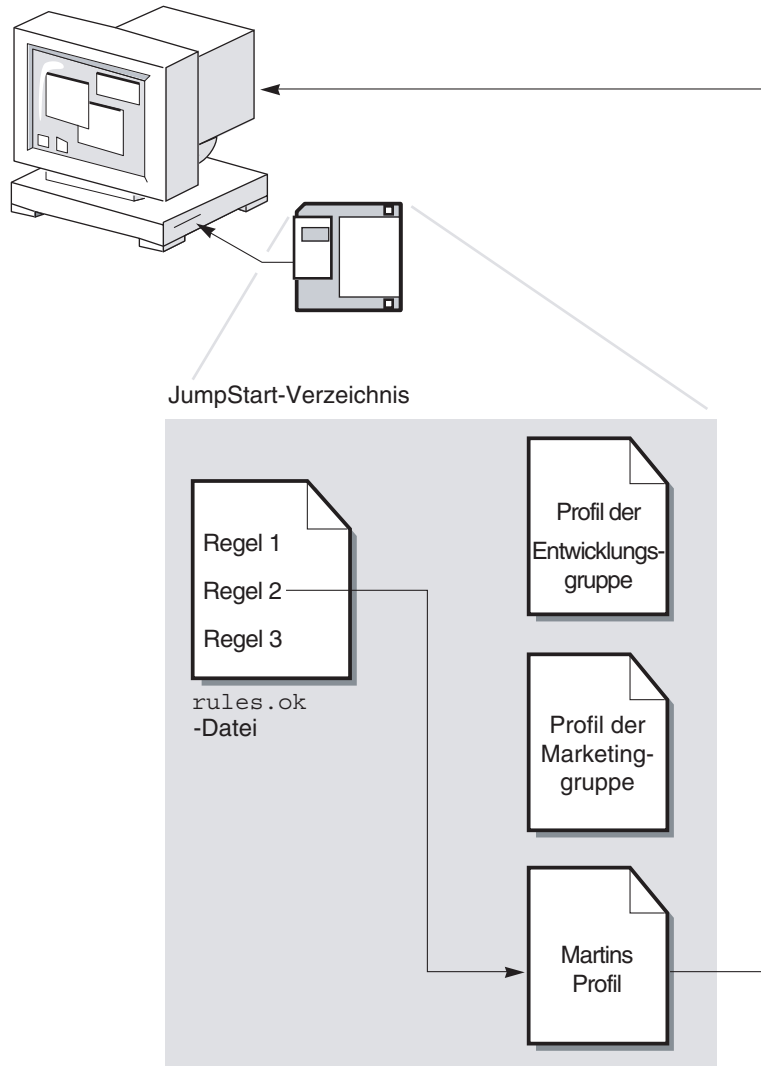 JumpStart-Verzeichnis
Regel 1
Regel 2
Regel 3
rules.ok
-Datei
Profil der
Entwicklungs-
gruppe
Profil der
Marketing-
gruppe
Martins
Profil